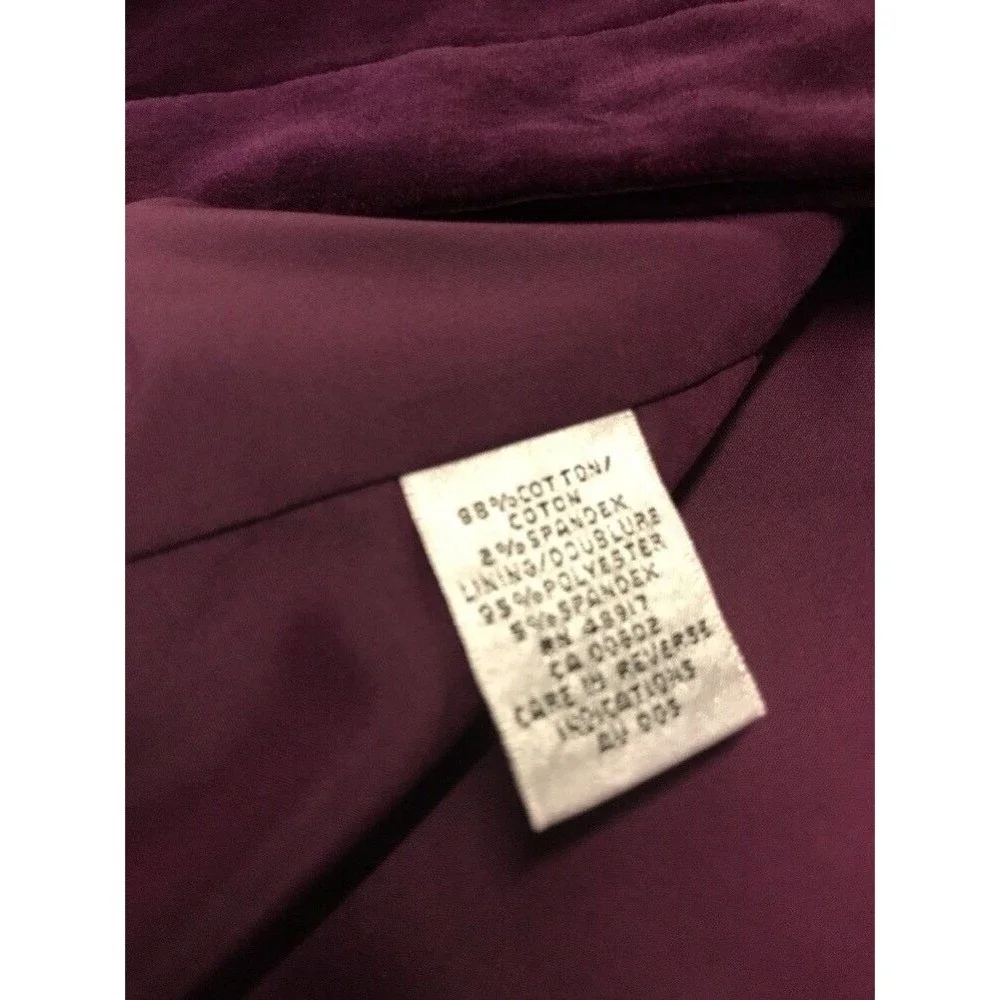 98%COTTON/
COTON
2%SPANDEX
LINING/DOUBLURE
95%POLYESTER
5%SPANDEX
RN 48917
CA 00802
CARE IN REVERSE
INDICATIONS
AU DOS